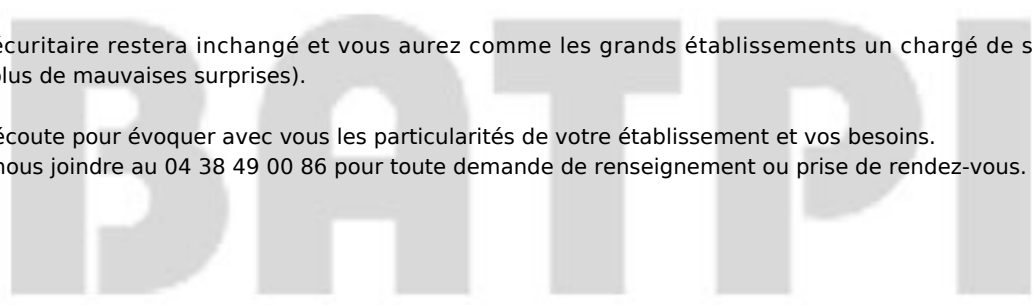 écuritaire restera inchangé et vous aurez comme les grands établissements un chargé de s
plus de mauvaises surprises).
écoute pour évoquer avec vous les particularités de votre établissement et vos besoins.
nous joindre au 04 38 49 00 86 pour toute demande de renseignement ou prise de rendez-vous.
BATPI